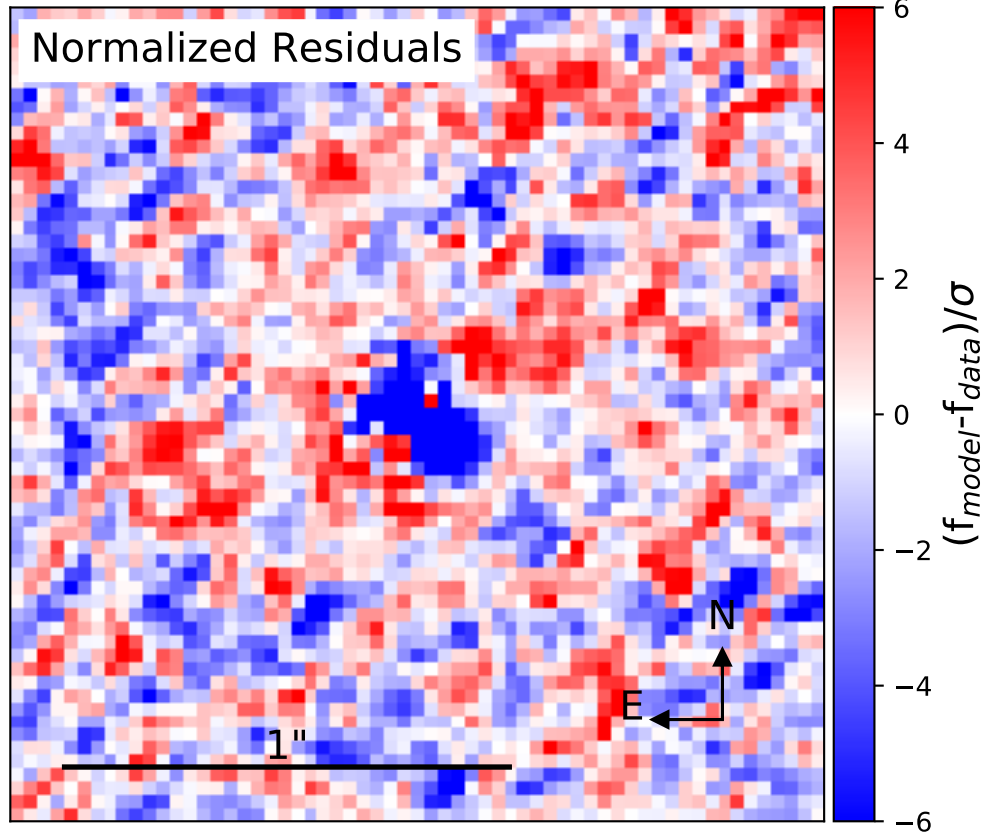 Normalized Residuals
6
4
2
0
−2
−4
−6
(f_model-f_data)/σ
N
E
1"